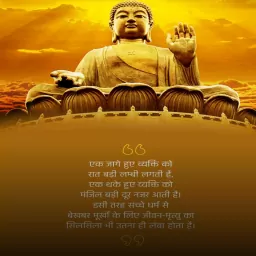 एक जागे हुए व्यक्ति को
रात बड़ी लम्बी लगती हैं,
एक थके हुए व्यक्ति को
मंज़िल बड़ी दूर नजर आती हैं।
इसी तरह सच्चे धर्म से
बेखबर मूर्खों के लिए जीवन-मृत्यु का
सिलसिला भी उतना ही लंबा होता हैं।